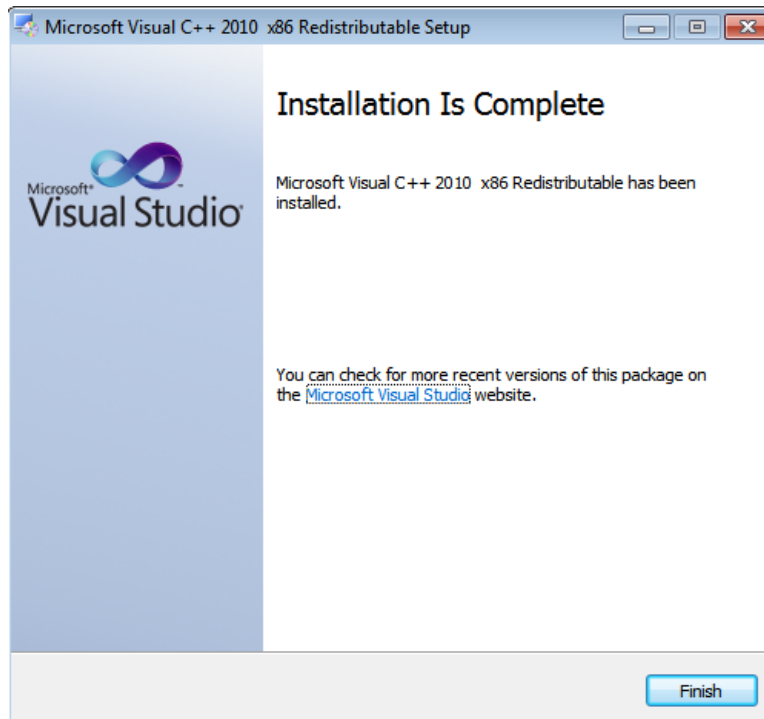 Microsoft Visual C++ 2010  x86 Redistributable Setup
Installation Is Complete
Microsoft Visual C++ 2010  x86 Redistributable has been
installed.
Microsoft®
Visual Studio®
You can check for more recent versions of this package on
the Microsoft Visual Studio website.
Finish